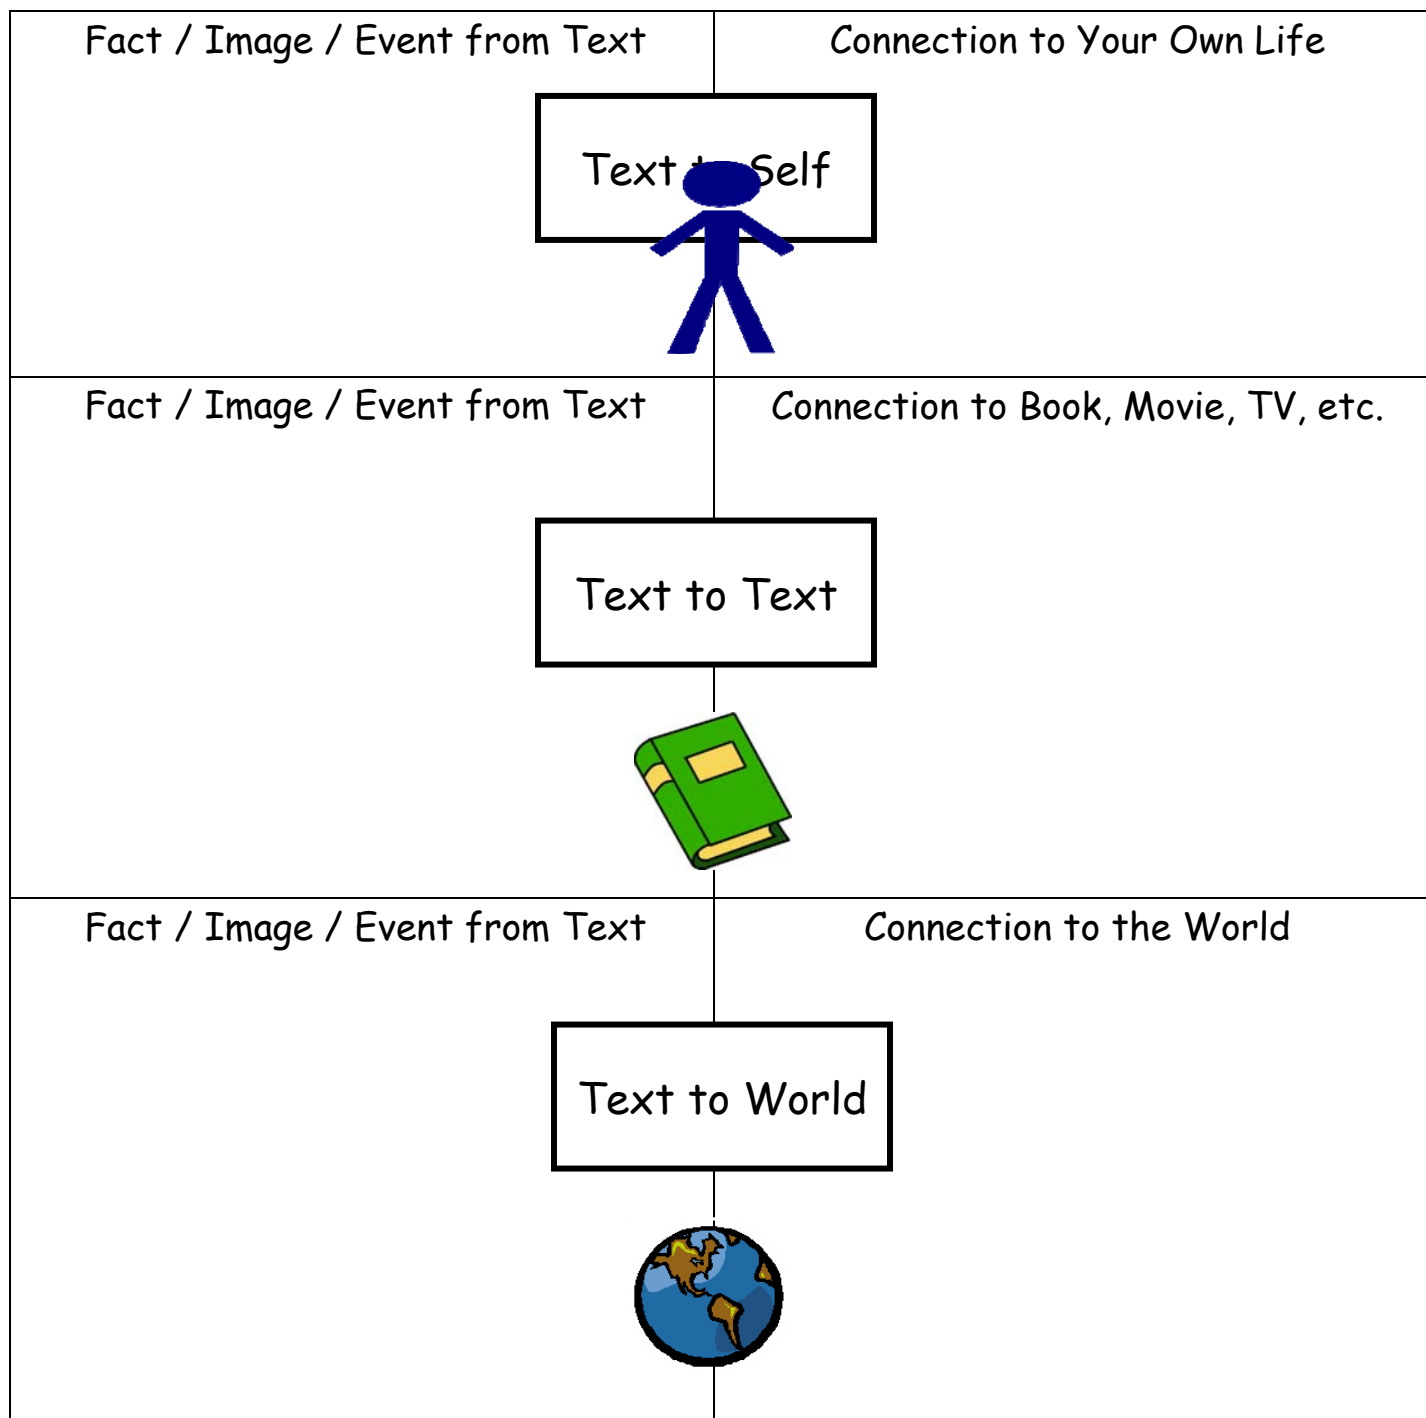 Fact / Image / Event from Text
Connection to Your Own Life
Text to Self
Fact / Image / Event from Text
Connection to Book, Movie, TV, etc.
Text to Text
Fact / Image / Event from Text
Connection to the World
Text to World